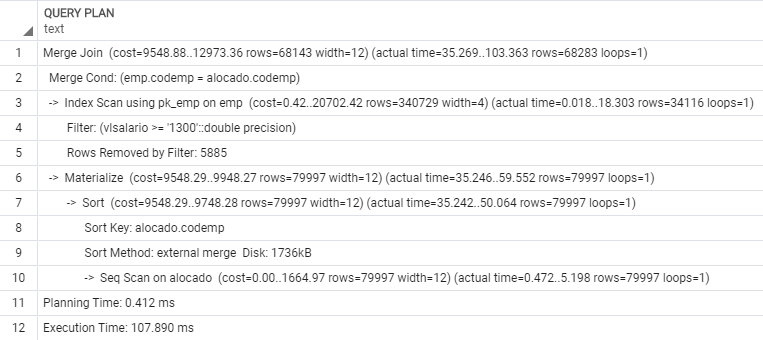 QUERY PLAN
text
1 Merge Join (cost=9548.88..12973.36 rows=68143 width=12) (actual time=35.269..103.363 rows=68283 loops=1)
2 Merge Cond: (emp.codemp = alocado.codemp)
3 -> Index Scan using pk_emp on emp (cost=0.42..20702.42 rows=340729 width=4) (actual time=0.018..18.303 rows=34116 loops=1)
4 Filter: (vlsalario >= '1300'::double precision)
5 Rows Removed by Filter: 5885
6 -> Materialize (cost=9548.29..9948.27 rows=79997 width=12) (actual time=35.246..59.552 rows=79997 loops=1)
7 -> Sort (cost=9548.29..9748.28 rows=79997 width=12) (actual time=35.242..50.064 rows=79997 loops=1)
8 Sort Key: alocado.codemp
9 Sort Method: external merge Disk: 1736kB
10 -> Seq Scan on alocado (cost=0.00..1664.97 rows=79997 width=12) (actual time=0.472..5.198 rows=79997 loops=1)
11 Planning Time: 0.412 ms
12 Execution Time: 107.890 ms